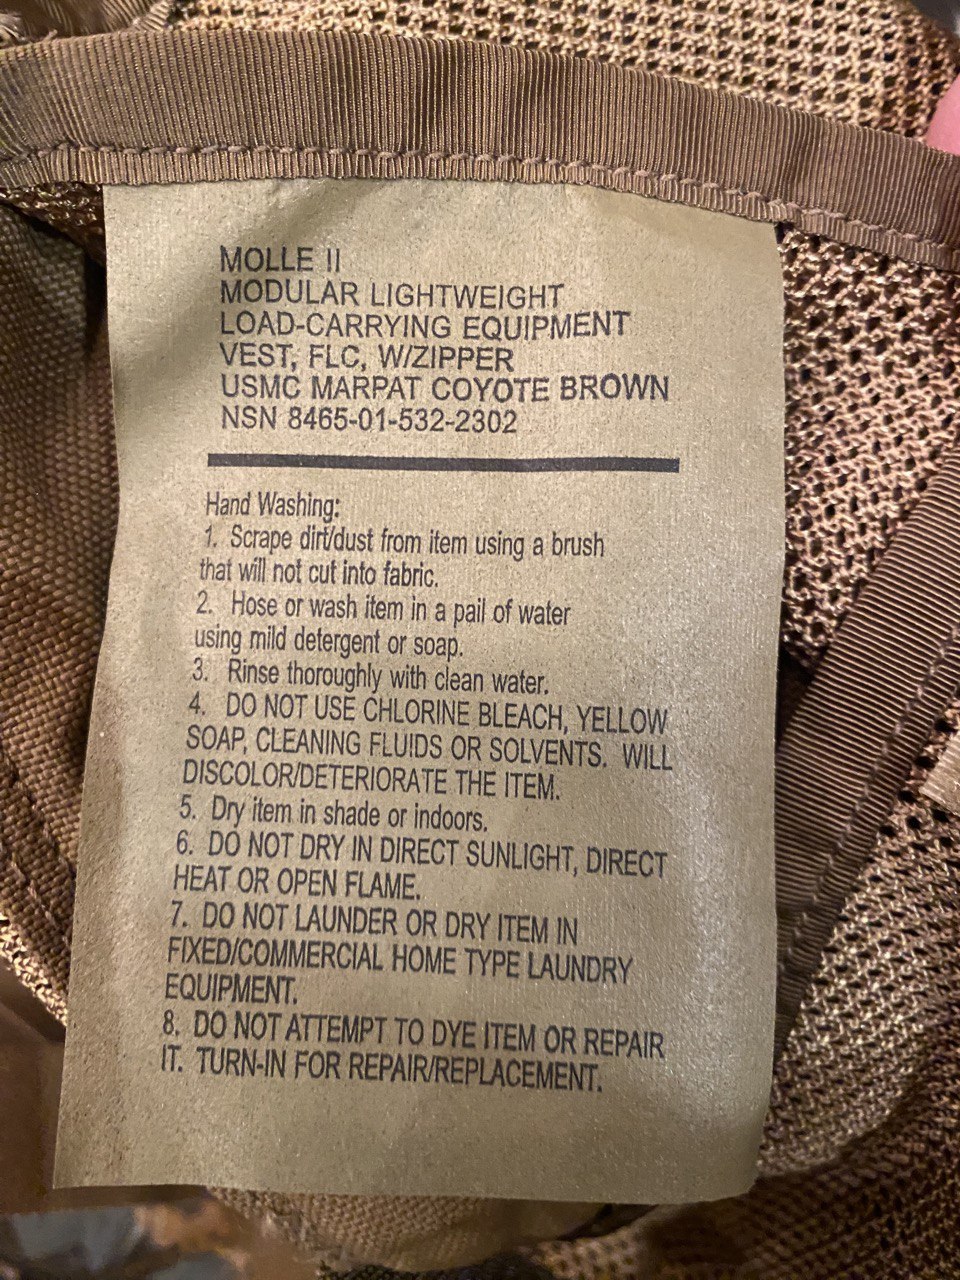 MOLLE II
MODULAR LIGHTWEIGHT
LOAD-CARRYING EQUIPMENT
VEST, FLC, W/ZIPPER
USMC MARPAT COYOTE BROWN
NSN 8465-01-532-2302
Hand Washing:
1. Scrape dirt/dust from item using a brush
that will not cut into fabric.
2. Hose or wash item in a pail of water
using mild detergent or soap.
3. Rinse thoroughly with clean water.
4. DO NOT USE CHLORINE BLEACH, YELLOW
SOAP, CLEANING FLUIDS OR SOLVENTS. WILL
DISCOLOR/DETERIORATE THE ITEM.
5. Dry item in shade or indoors.
6. DO NOT DRY IN DIRECT SUNLIGHT, DIRECT
HEAT OR OPEN FLAME.
7. DO NOT LAUNDER OR DRY ITEM IN
FIXED/COMMERCIAL HOME TYPE LAUNDRY
EQUIPMENT.
8. DO NOT ATTEMPT TO DYE ITEM OR REPAIR
IT. TURN-IN FOR REPAIR/REPLACEMENT.